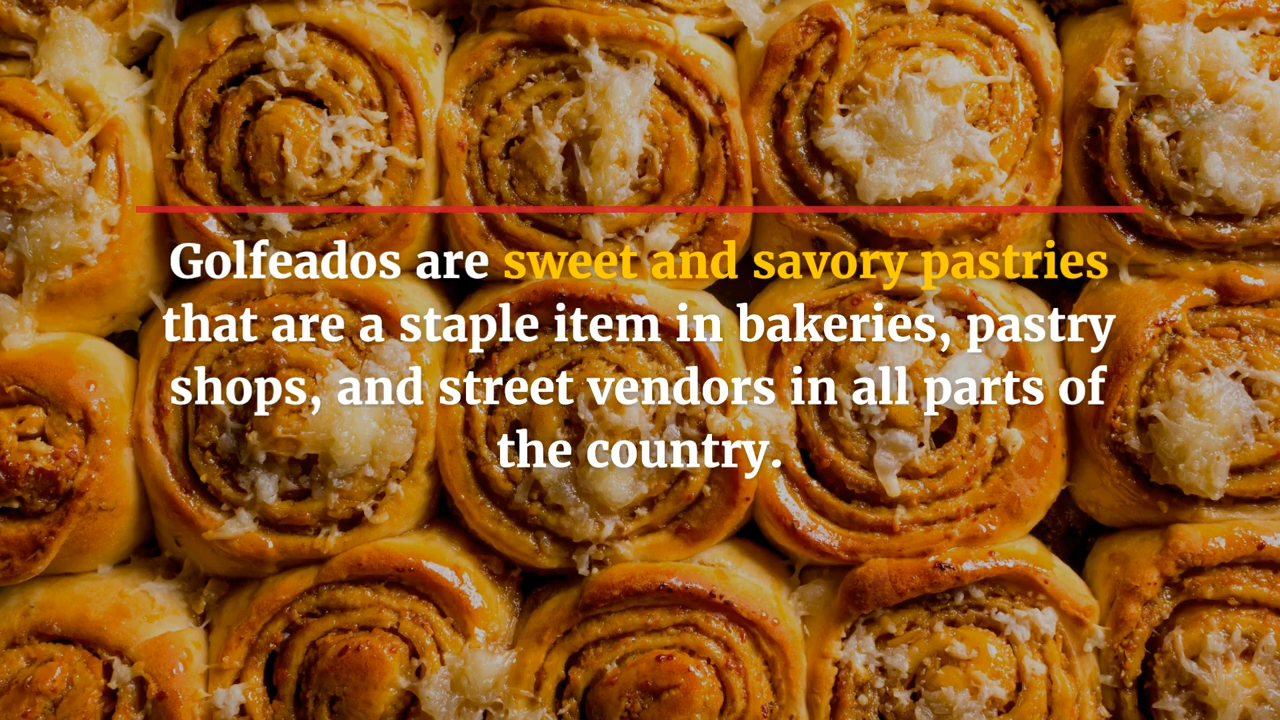 Golfeados are sweet and savory pastries
that are a staple item in bakeries, pastry
shops, and street vendors in all parts of
the country.